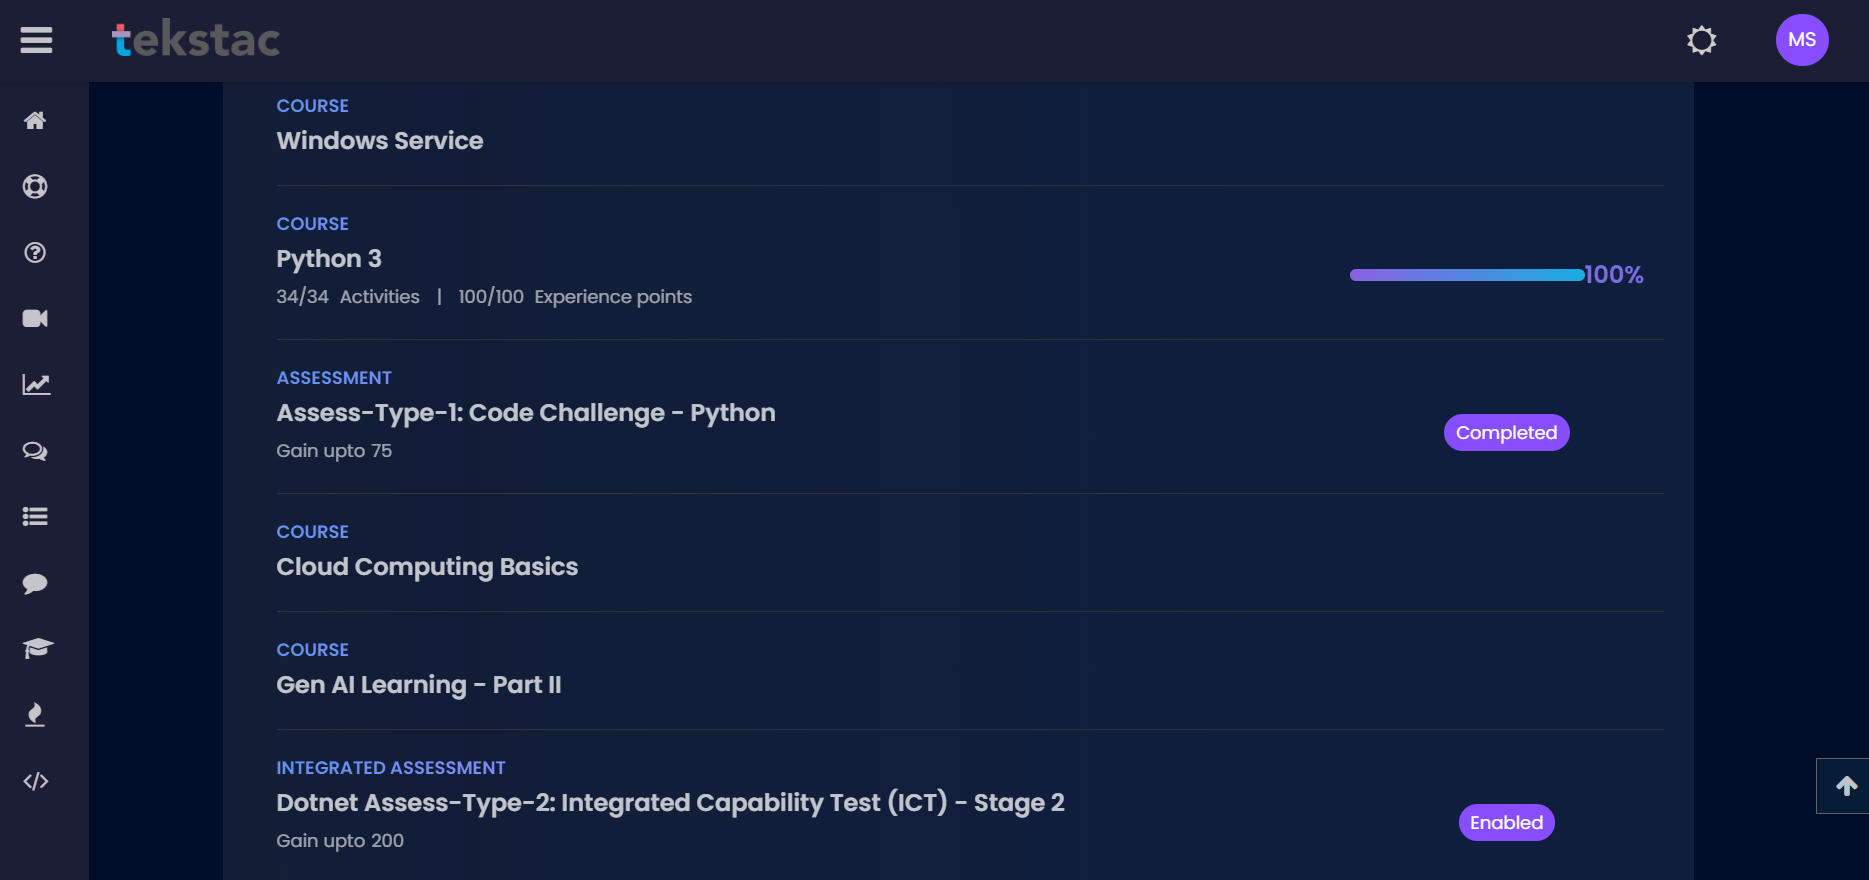 tekstac
MS
COURSE
Windows Service
COURSE
Python 3
34/34 Activities | 100/100 Experience points
100%
ASSESSMENT
Assess-Type-1: Code Challenge - Python
Gain upto 75
Completed
COURSE
Cloud Computing Basics
COURSE
Gen AI Learning - Part II
INTEGRATED ASSESSMENT
Dotnet Assess-Type-2: Integrated Capability Test (ICT) - Stage 2
Gain upto 200
Enabled